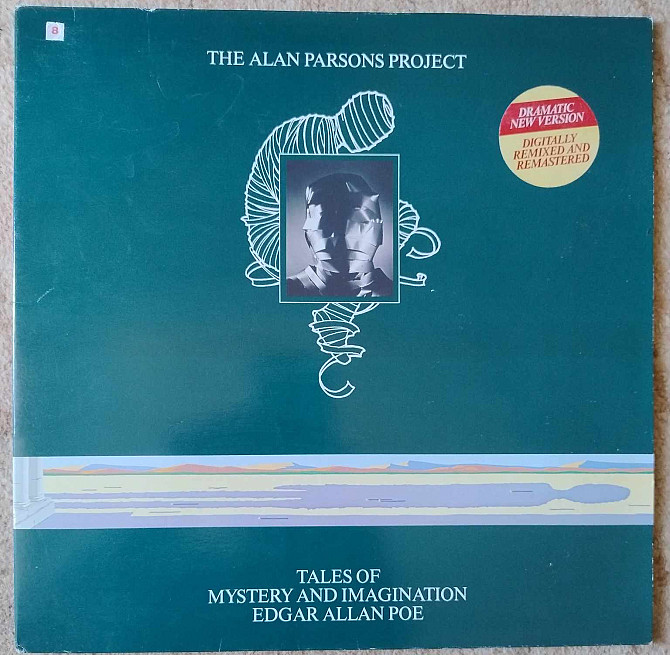 8
THE ALAN PARSONS PROJECT
DRAMATIC
NEW VERSION
DIGITALLY
REMIXED AND
REMASTERED
TALES OF
MYSTERY AND IMAGINATION
EDGAR ALLAN POE